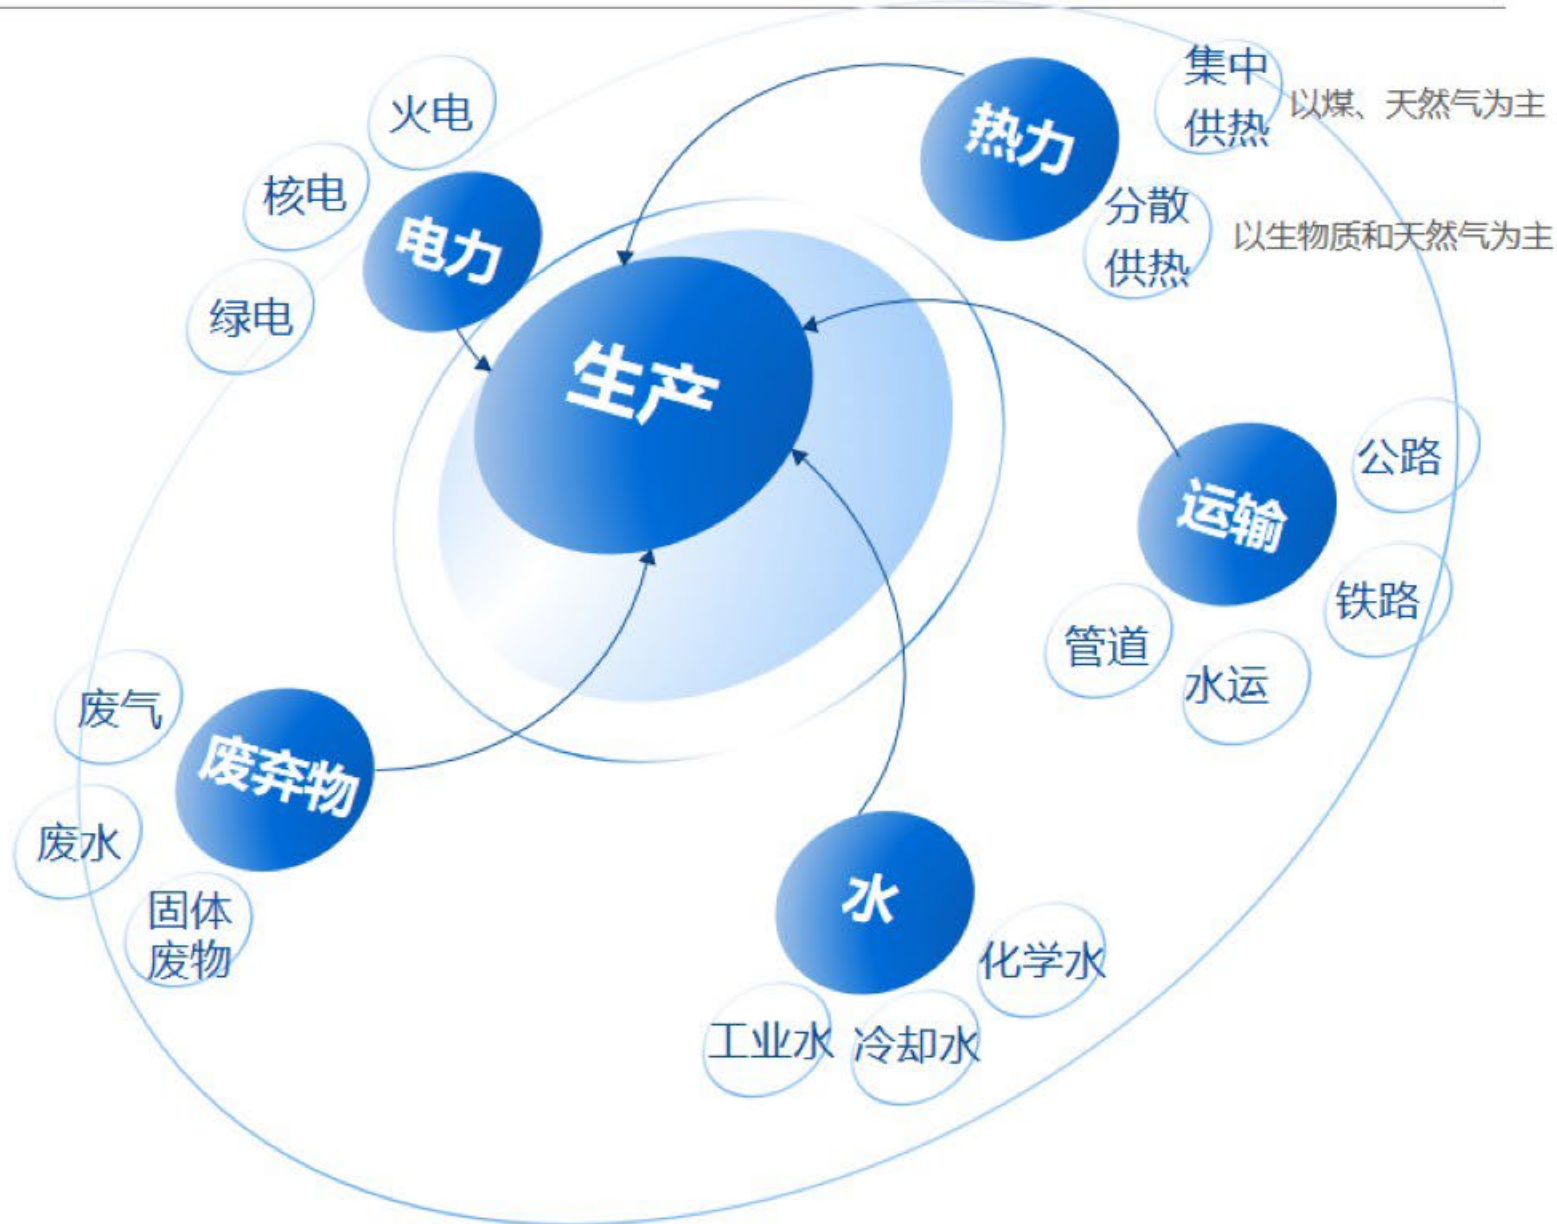 火电
核电
绿电
电力
热力
集中
供热
以煤、天然气为主
分散
供热
以生物质和天然气为主
生产
运输
公路
铁路
水运
管道
废弃物
废气
废水
固体
废物
水
化学水
冷却水
工业水